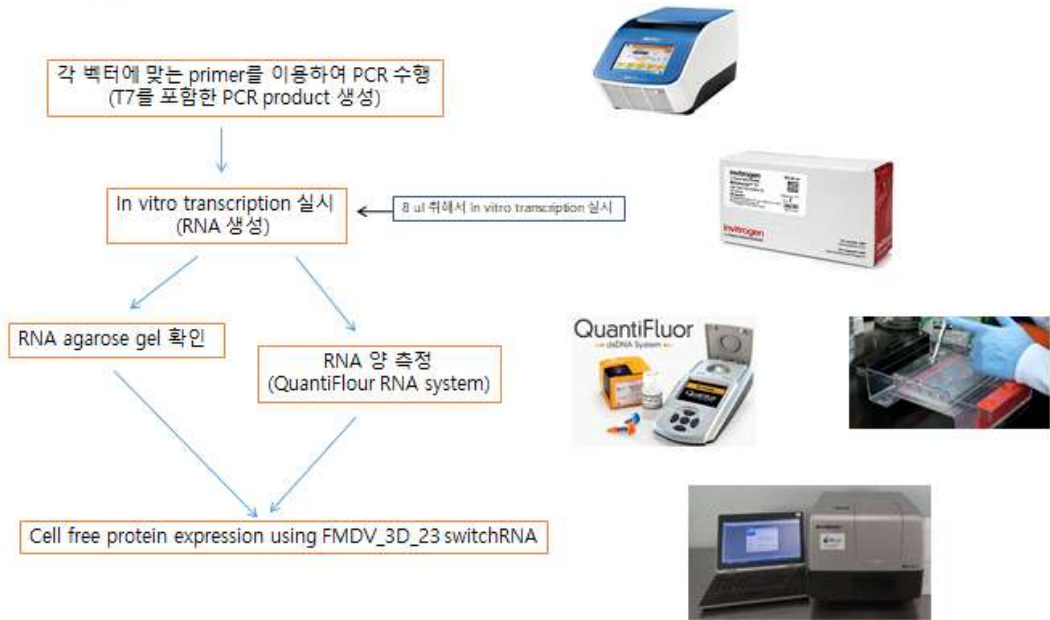 각 벡터에 맞는 primer를 이용하여 PCR 수행
(T7를 포함한 PCR product 생성)
In vitro transcription 실시
(RNA 생성)
8 ul 취해서 In vitro transcription 실시
invitrogen
invitrogen
RNA agarose gel 확인
RNA 양 측정
(QuantiFlour RNA system)
QuantiFluor
dsDNA System
Cell free protein expression using FMDV_3D_23 switchRNA